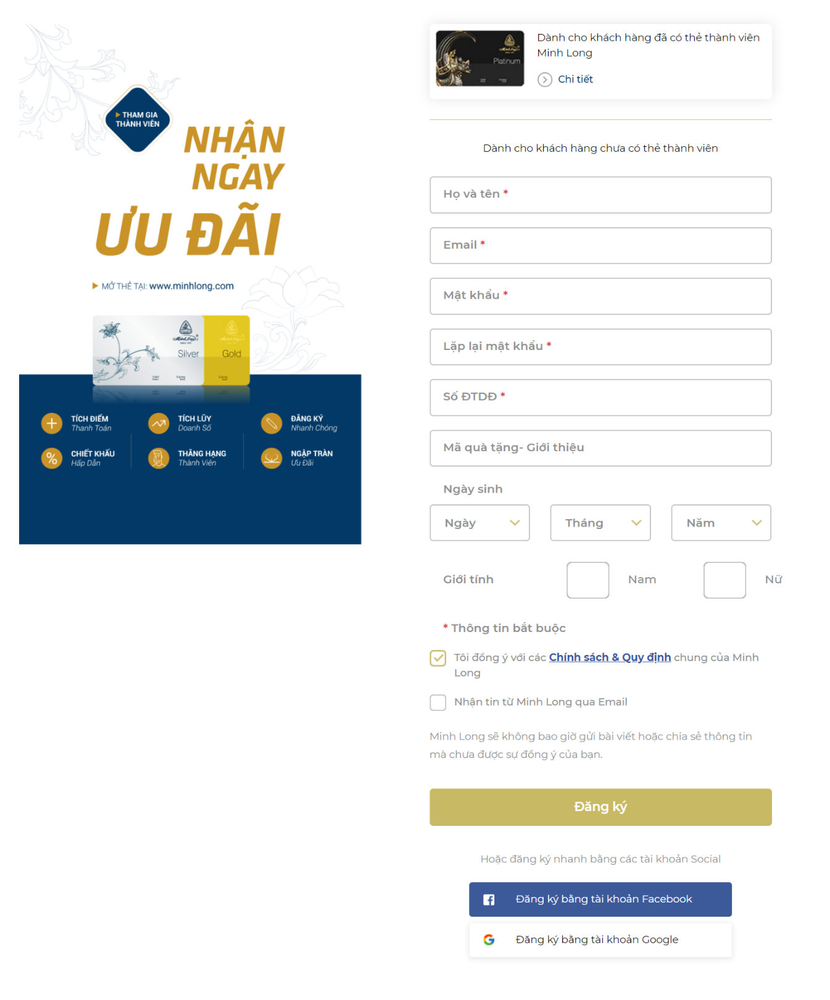 THAM GIA
THÀNH VIÊN
NHẬN
NGAY
ƯU ĐÃI
MỞ THẺ TẠI: www.minhlong.com
Minh Long
Silver
Gold
TÍCH ĐIỂM
Thanh Toán
TÍCH LŨY
Doanh Số
ĐĂNG KÝ
Nhanh Chóng
CHIẾT KHẤU
Hấp Dẫn
THĂNG HẠNG
Thành Viên
NGẬP TRÀN
Ưu Đãi
Platinum
Dành cho khách hàng đã có thẻ thành viên
Minh Long
Chi tiết
Dành cho khách hàng chưa có thẻ thành viên
Họ và tên *
Email *
Mật khẩu *
Lặp lại mật khẩu *
Số ĐTDĐ *
Mã quà tặng- Giới thiệu
Ngày sinh
Ngày
Tháng
Năm
Giới tính
Nam
Nữ
* Thông tin bắt buộc
Tôi đồng ý với các Chính sách & Quy định chung của Minh
Long
Nhận tin từ Minh Long qua Email
Minh Long sẽ không bao giờ gửi bài viết hoặc chia sẻ thông tin
mà chưa được sự đồng ý của bạn.
Đăng ký
Hoặc đăng ký nhanh bằng các tài khoản Social
Đăng ký bằng tài khoản Facebook
Đăng ký bằng tài khoản Google